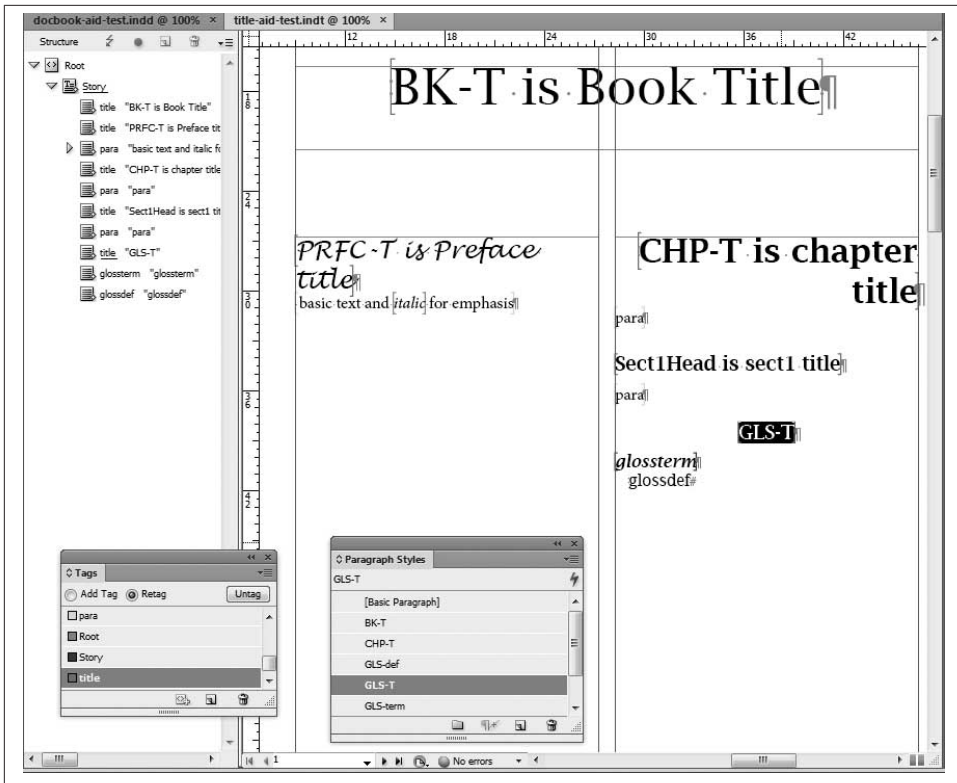 docbook-aid-test.indd @ 100% × title-aid-test.indt @ 100% ×
Structure
12 18 24 30 36 42
Root
Story
title "BK-T is Book Title"
title "PRFC-T is Preface tit
para "basic text and italic fo
title "CHP-T is chapter title
para "para"
title "Sect1Head is sect1 tit
para "para"
title "GLS-T"
glossterm "glossterm"
glossdef "glossdef"
18
24
30
36
42
BK-T is Book Title¶
PRFC-T is Preface
title¶
basic text and italic for emphasis¶
CHP-T is chapter
title¶
para¶
Sect1Head is sect1 title¶
para¶
GLS-T¶
glossterm¶
glossdef#
Tags
Add Tag Retag Untag
para
Root
Story
title
Paragraph Styles
GLS-T
[Basic Paragraph]
BK-T
CHP-T
GLS-def
GLS-T
GLS-term
1 No errors